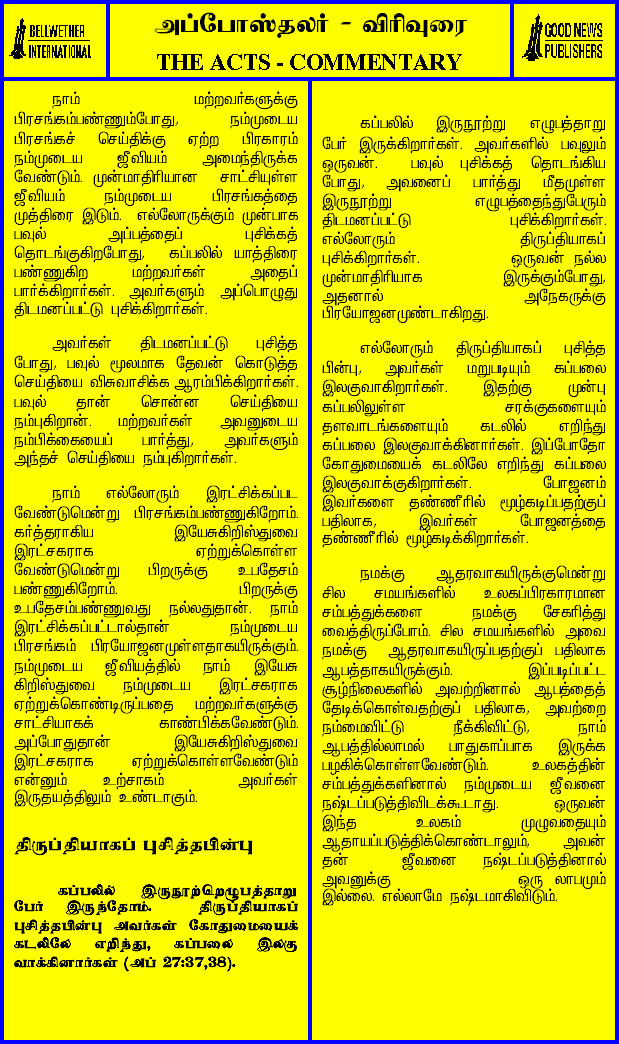 BELLWETHER
INTERNATIONAL
அப்போஸ்தலர் - விரிவுரை
THE ACTS - COMMENTARY
GOOD NEWS
PUBLISHERS
நாம் மற்றவர்களுக்கு
பிரசங்கம்பண்ணும்போது, நம்முடைய
பிரசங்கச் செய்திக்கு ஏற்ற பிரகாரம்
நம்முடைய ஜீவியம் அமைந்திருக்க
வேண்டும். முன்மாதிரியான சாட்சியுள்ள
ஜீவியம் நம்முடைய பிரசங்கத்தை
முத்திரை இடும். எல்லோருக்கும் முன்பாக
பவுல் அப்பத்தைப் புசிக்கத்
தொடங்குகிறபோது, கப்பலில் யாத்திரை
பண்ணுகிற மற்றவர்கள் அதைப்
பார்க்கிறார்கள். அவர்களும் அப்பொழுது
திடமனப்பட்டு புசிக்கிறார்கள்.
அவர்கள் திடமனப்பட்டு புசித்த
போது, பவுல் மூலமாக தேவன் கொடுத்த
செய்தியை விசுவாசிக்க ஆரம்பிக்கிறார்கள்.
பவுல் தான் சொன்ன செய்தியை
நம்புகிறான். மற்றவர்கள் அவனுடைய
நம்பிக்கையைப் பார்த்து, அவர்களும்
அந்தச் செய்தியை நம்புகிறார்கள்.
நாம் எல்லோரும் இரட்சிக்கப்பட
வேண்டுமென்று பிரசங்கம்பண்ணுகிறோம்.
கர்த்தராகிய இயேசுகிறிஸ்துவை
இரட்சகராக ஏற்றுக்கொள்ள
வேண்டுமென்று பிறருக்கு உபதேசம்
பண்ணுகிறோம். பிறருக்கு
உபதேசம்பண்ணுவது நல்லதுதான். நாம்
இரட்சிக்கப்பட்டால்தான் நம்முடைய
பிரசங்கம் பிரயோஜனமுள்ளதாகயிருக்கும்.
நம்முடைய ஜீவியத்தில் நாம் இயேசு
கிறிஸ்துவை நம்முடைய இரட்சகராக
ஏற்றுக்கொண்டிருப்பதை மற்றவர்களுக்கு
சாட்சியாகக் காண்பிக்கவேண்டும்.
அப்போதுதான் இயேசுகிறிஸ்துவை
இரட்சகராக ஏற்றுக்கொள்ளவேண்டும்
என்னும் உற்சாகம் அவர்கள்
இருதயத்திலும் உண்டாகும்.
திருப்தியாகப் புசித்தபின்பு
கப்பலில் இருநூற்றெழுபத்தாறு
பேர் இருந்தோம். திருப்தியாகப்
புசித்தபின்பு அவர்கள் கோதுமையைக்
கடலிலே எறிந்து, கப்பலை இலகு
வாக்கினார்கள் (அப் 27:37,38).
கப்பலில் இருநூற்று எழுபத்தாறு
பேர் இருக்கிறார்கள். அவர்களில் பவுலும்
ஒருவன். பவுல் புசிக்கத் தொடங்கிய
போது, அவனைப் பார்த்து மீதமுள்ள
இருநூற்று எழுபத்தைந்துபேரும்
திடமனப்பட்டு புசிக்கிறார்கள்.
எல்லோரும் திருப்தியாகப்
புசிக்கிறார்கள். ஒருவன் நல்ல
முன்மாதிரியாக இருக்கும்போது,
அதனால் அநேகருக்கு
பிரயோஜனமுண்டாகிறது.
எல்லோரும் திருப்தியாகப் புசித்த
பின்பு, அவர்கள் மறுபடியும் கப்பலை
இலகுவாகிறார்கள். இதற்கு முன்பு
கப்பலிலுள்ள சரக்குகளையும்
தளவாடங்களையும் கடலில் எறிந்து
கப்பலை இலகுவாக்கினார்கள். இப்போதோ
கோதுமையைக் கடலிலே எறிந்து கப்பலை
இலகுவாக்குகிறார்கள். போஜனம்
இவர்களை தண்ணீரில் மூழ்கடிப்பதற்குப்
பதிலாக, இவர்கள் போஜனத்தை
தண்ணீரில் மூழ்கடிக்கிறார்கள்.
நமக்கு ஆதரவாகயிருக்குமென்று
சில சமயங்களில் உலகப்பிரகாரமான
சம்பத்துக்களை நமக்கு சேகரித்து
வைத்திருப்போம். சில சமயங்களில் அவை
நமக்கு ஆதரவாகயிருப்பதற்குப் பதிலாக
ஆபத்தாகயிருக்கும். இப்படிப்பட்ட
சூழ்நிலைகளில் அவற்றினால் ஆபத்தைத்
தேடிக்கொள்வதற்குப் பதிலாக, அவற்றை
நம்மைவிட்டு நீக்கிவிட்டு, நாம்
ஆபத்தில்லாமல் பாதுகாப்பாக இருக்க
பழகிக்கொள்ளவேண்டும். உலகத்தின்
சம்பத்துக்களினால் நம்முடைய ஜீவனை
நஷ்டப்படுத்திவிடக்கூடாது. ஒருவன்
இந்த உலகம் முழுவதையும்
ஆதாயப்படுத்திக்கொண்டாலும், அவன்
தன் ஜீவனை நஷ்டப்படுத்தினால்
அவனுக்கு ஒரு லாபமும்
இல்லை. எல்லாமே நஷ்டமாகிவிடும்.